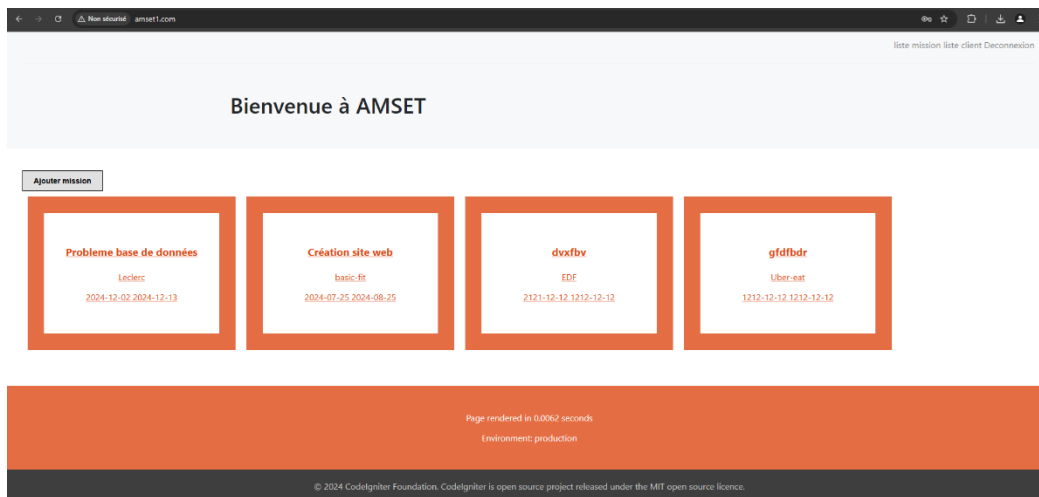 Non sécurisé amset1.com
liste mission liste client Deconnexion
Bienvenue à AMSET
Ajouter mission
Probleme base de données
Leclerc
2024-12-02 2024-12-13
Création site web
basic-fit
2024-07-25 2024-08-25
dvxfbv
EDF
2121-12-12 1212-12-12
gfdfbdr
Uber-eat
1212-12-12 1212-12-12
Page rendered in 0.0062 seconds
Environment: production
© 2024 CodeIgniter Foundation. CodeIgniter is open source project released under the MIT open source licence.